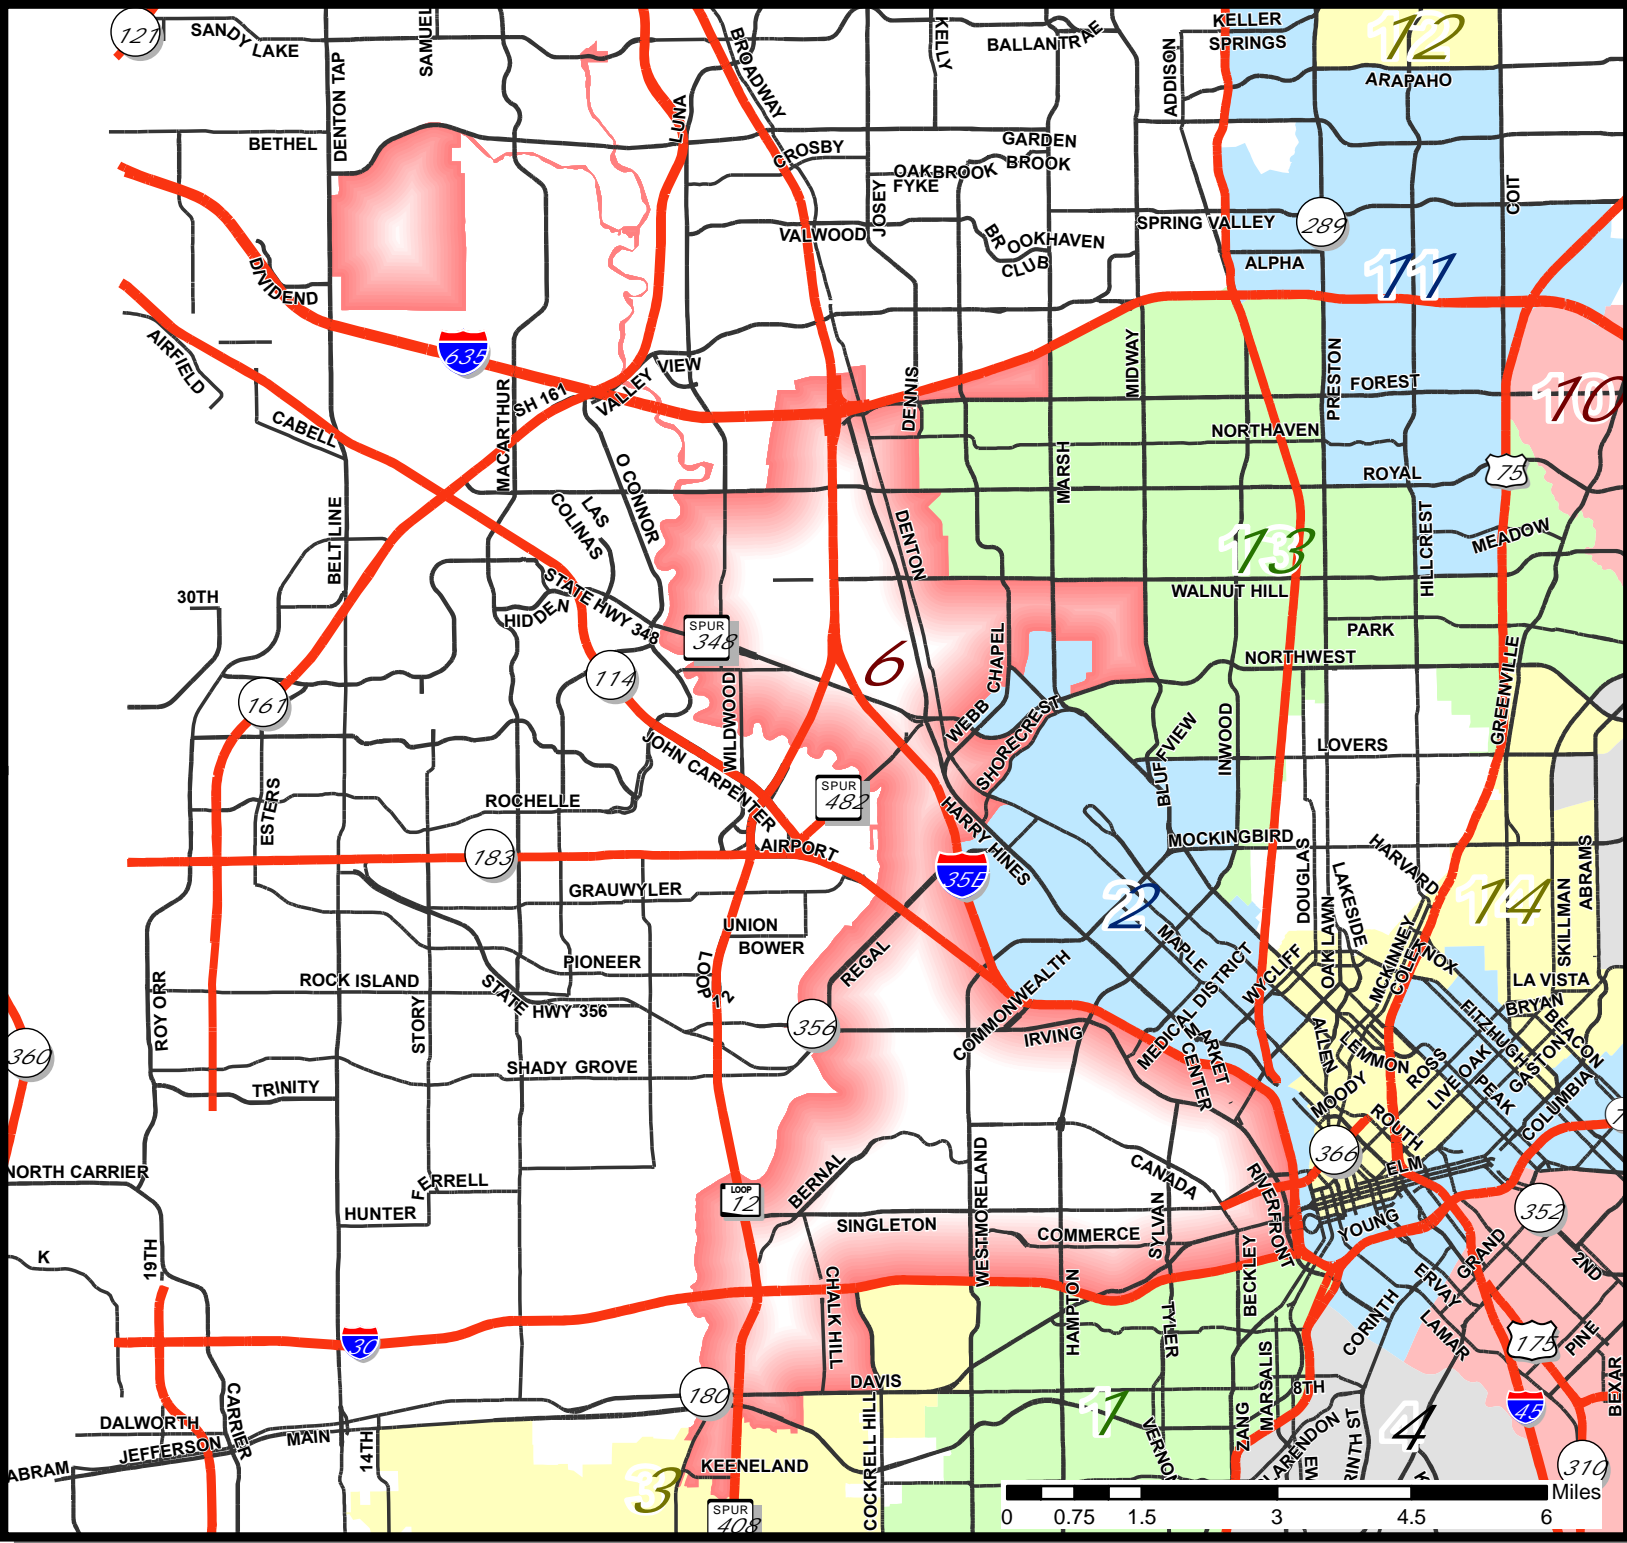 121
SANDY LAKE
DENTON TAP
SAMUEL
BROADWAY
KELLY
BALLANTRAE
ADDISON
KELLER
SPRINGS
12
ARAPAHO
BETHEL
LUNA
CROSBY
GARDEN
BROOK
OAKBROOK
FYKE
JOSEY
VALWOOD
BROOKHAVEN
CLUB
SPRING VALLEY
289
COIT
ALPHA
11
DIVIDEND
AIRFIELD
635
CABELL
MACARTHUR
SH 161
VALLEY VIEW
DENNIS
MIDWAY
PRESTON
FOREST
10
NORTHAVEN
MARSH
ROYAL
75
O CONNOR
LAS
COLINAS
BELT LINE
DENTON
13
HILLCREST
MEADOW
WALNUT HILL
30TH
STATE HWY 348
HIDDEN
SPUR
348
6
PARK
NORTHWEST
161
114
WILDWOOD
WEBB CHAPEL
SHORECREST
BLUFFVIEW
INWOOD
LOVERS
GREENVILLE
JOHN CARPENTER
SPUR
482
ESTERS
ROCHELLE
HARRY HINES
MOCKINGBIRD
AIRPORT
183
35E
GRAUWYLER
DOUGLAS
LAKESIDE
HARVARD
14
ABRAMS
SKILLMAN
2
UNION
BOWER
REGAL
MAPLE
OAK LAWN
MCKINNEY
COLE
KNOX
PIONEER
ROCK ISLAND
LOOP 12
STATE HWY 356
356
COMMONWEALTH
IRVING
MEDICAL DISTRICT
WYCLIFF
MARKET
CENTER
LA VISTA
BRYAN
BEACON
FITZHUGH
GASTON
ALLEN
LEMMON
ROSS
LIVE OAK
PEAK
COLUMBIA
MOODY
ROUTH
ROY ORR
STORY
SHADY GROVE
TRINITY
360
366
ELM
NORTH CARRIER
FERRELL
HUNTER
LOOP
12
BERNAL
SINGLETON
WESTMORELAND
CANADA
COMMERCE
SYLVAN
RIVERFRONT
YOUNG
352
GRAND
2ND
K
19TH
30
CHALK HILL
HAMPTON
TYLER
BECKLEY
ERVAY
CORINTH
LAMAR
175
PINE
BEXAR
180
DAVIS
8TH
MARSALIS
ZANG
1
4
45
310
DALWORTH
JEFFERSON
CARRIER
MAIN
14TH
ABRAM
3
KEENELAND
COCKRELL HILL
SPUR
408
Miles
0 0.75 1.5 3 4.5 6